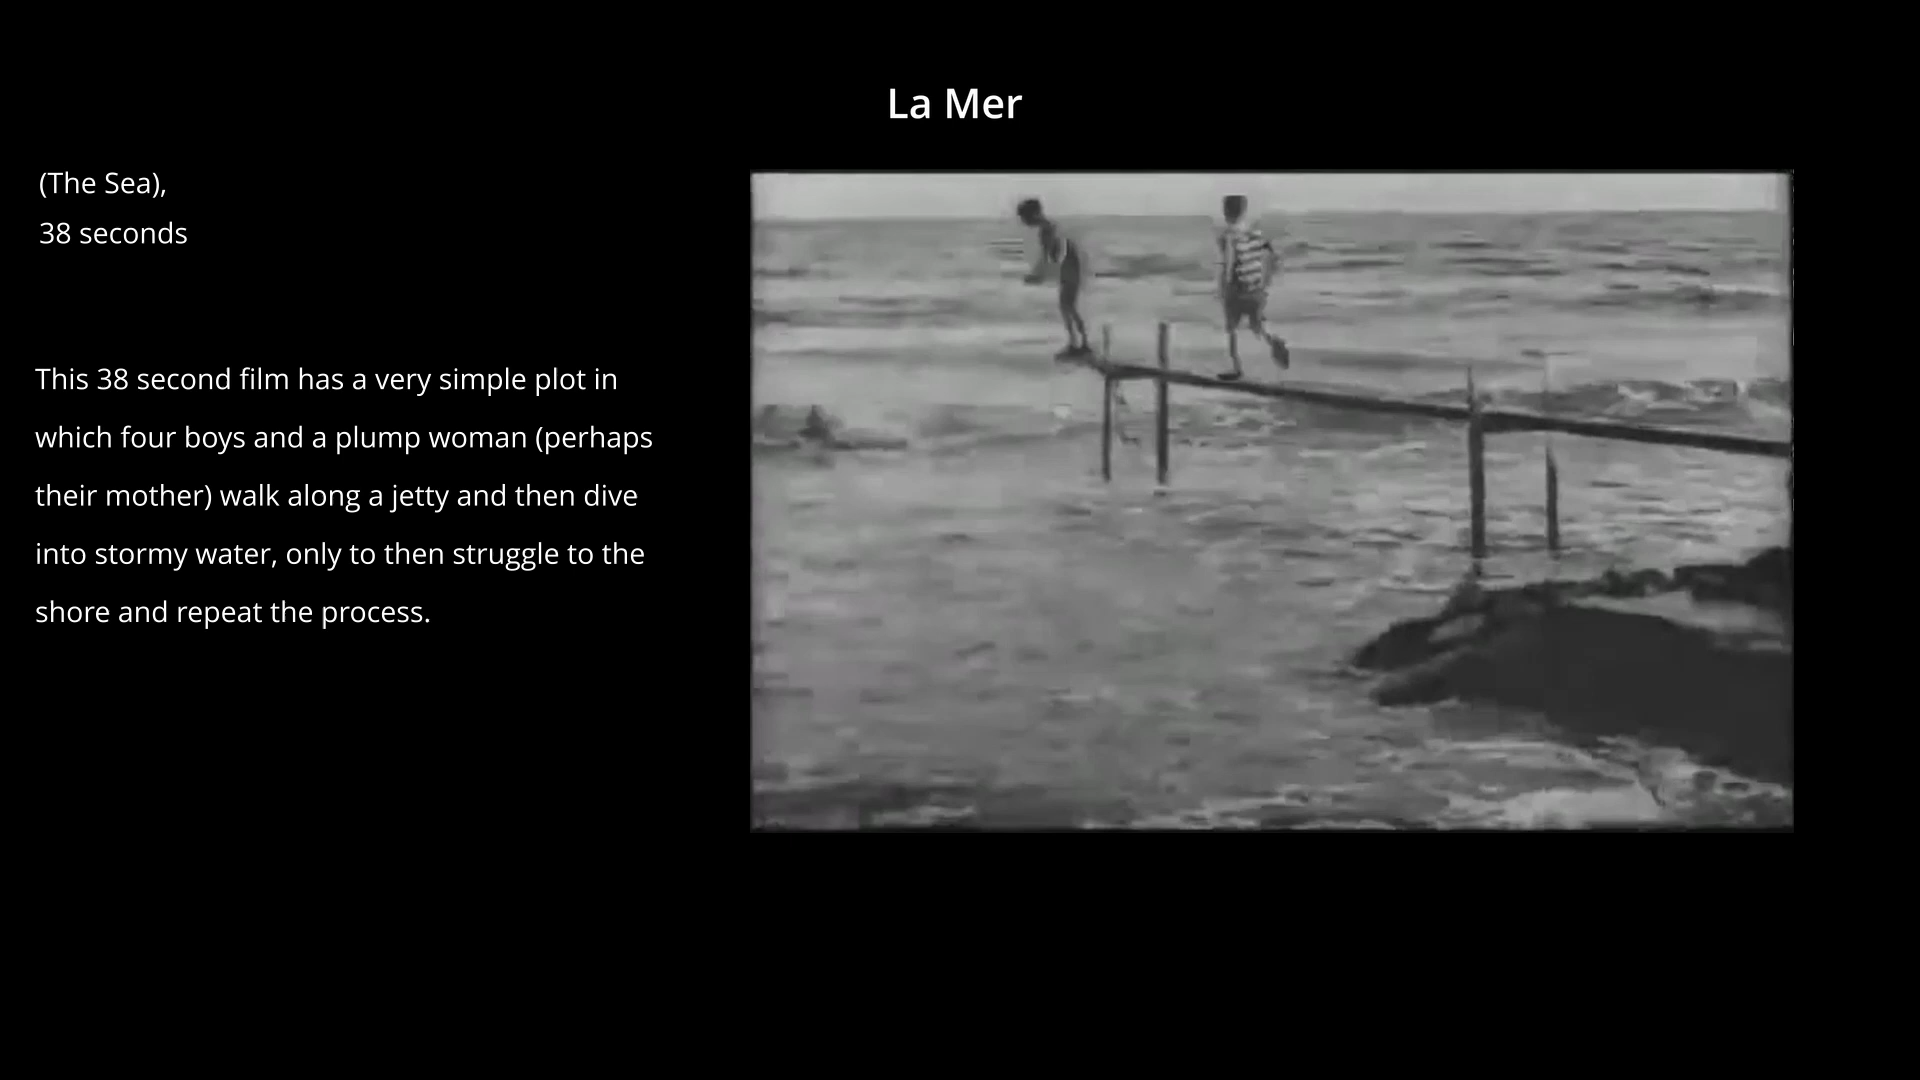 La Mer
(The Sea),
38 seconds
This 38 second film has a very simple plot in
which four boys and a plump woman (perhaps
their mother) walk along a jetty and then dive
into stormy water, only to then struggle to the
shore and repeat the process.